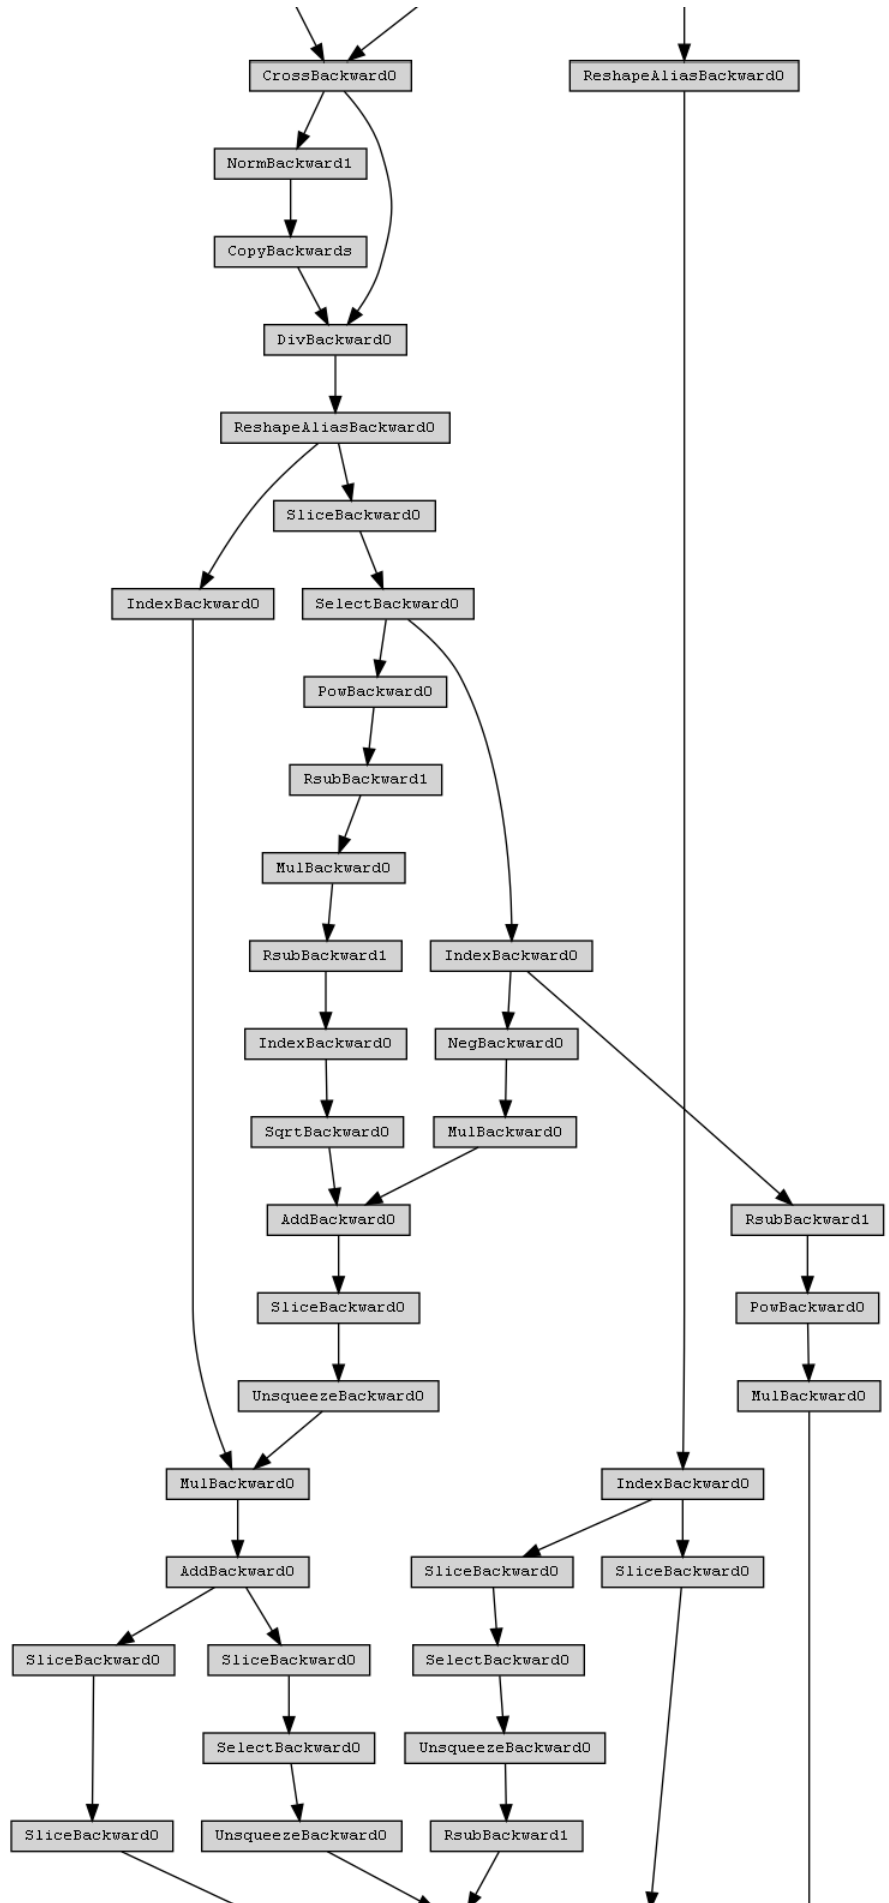 CrossBackward0
ReshapeAliasBackward0
NormBackward1
CopyBackwards
DivBackward0
ReshapeAliasBackward0
SliceBackward0
IndexBackward0
SelectBackward0
PowBackward0
RsubBackward1
MulBackward0
RsubBackward1
IndexBackward0
IndexBackward0
NegBackward0
SqrtBackward0
MulBackward0
AddBackward0
RsubBackward1
SliceBackward0
PowBackward0
UnsqueezeBackward0
MulBackward0
MulBackward0
IndexBackward0
AddBackward0
SliceBackward0
SliceBackward0
SliceBackward0
SliceBackward0
SelectBackward0
SelectBackward0
UnsqueezeBackward0
SliceBackward0
UnsqueezeBackward0
RsubBackward1